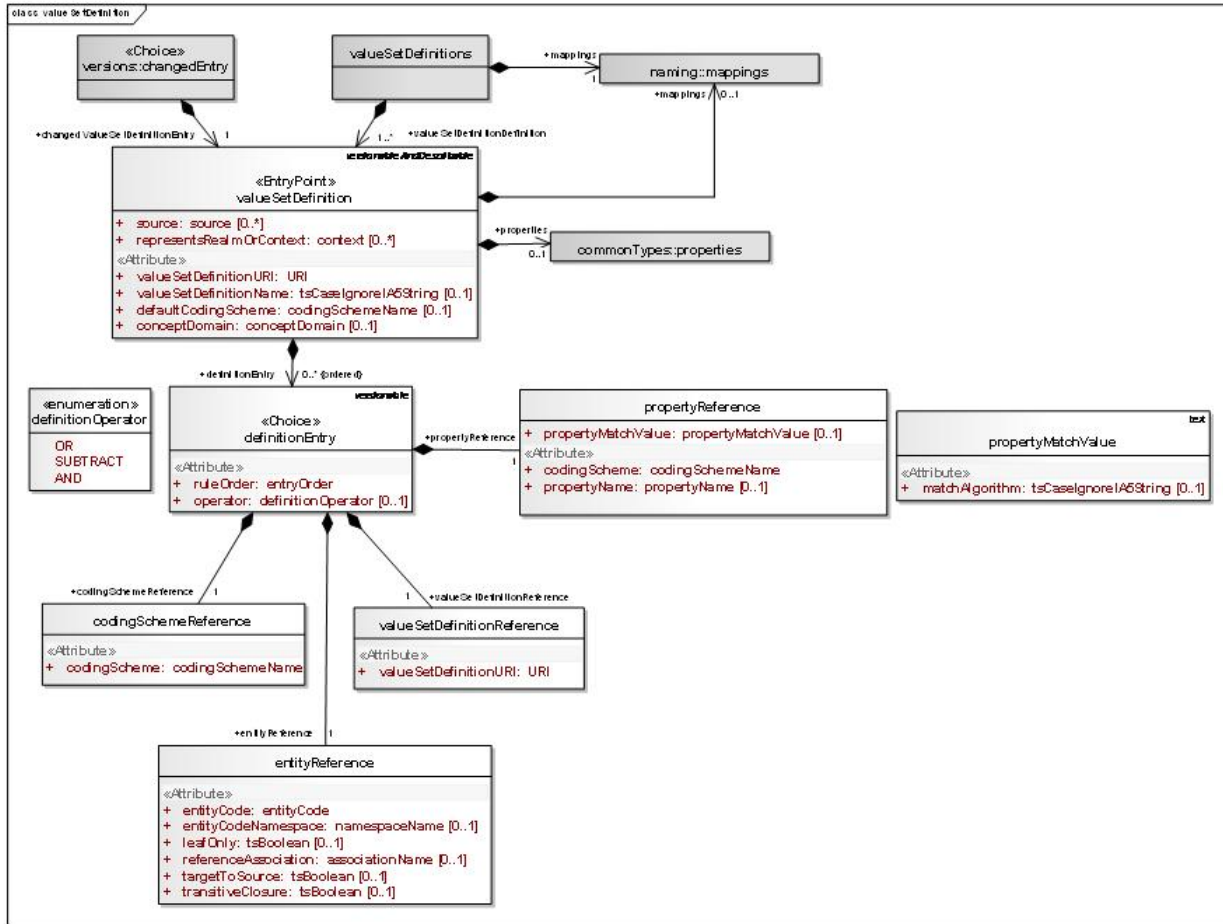 class valueSetDefinition
«Choice»
versions::changedEntry
valueSetDefinitions
+mappings
1
naming::mappings
+mappings
0..1
+changedValueSetDefinitionEntry
1
1..*
+valueSetDefinitionDefinition
versionableAndDescribable
«EntryPoint»
valueSetDefinition
+ source: source [0..*]
+ representsRealmOrContext: context [0..*]
«Attribute»
+ valueSetDefinitionURI: URI
+ valueSetDefinitionName: tsCaseIgnoreIA5String [0..1]
+ defaultCodingScheme: codingSchemeName [0..1]
+ conceptDomain: conceptDomain [0..1]
+properties
0..1
commonTypes::properties
+definitionEntry
0..* {ordered}
«enumeration»
definitionOperator
OR
SUBTRACT
AND
versionable
«Choice»
definitionEntry
«Attribute»
+ ruleOrder: entryOrder
+ operator: definitionOperator [0..1]
+propertyReference
1
propertyReference
+ propertyMatchValue: propertyMatchValue [0..1]
«Attribute»
+ codingScheme: codingSchemeName
+ propertyName: propertyName [0..1]
text
propertyMatchValue
«Attribute»
+ matchAlgorithm: tsCaseIgnoreIA5String [0..1]
+codingSchemeReference
1
codingSchemeReference
«Attribute»
+ codingScheme: codingSchemeName
1
+valueSetDefinitionReference
valueSetDefinitionReference
«Attribute»
+ valueSetDefinitionURI: URI
+entityReference
1
entityReference
«Attribute»
+ entityCode: entityCode
+ entityCodeNamespace: namespaceName [0..1]
+ leafOnly: tsBoolean [0..1]
+ referenceAssociation: associationName [0..1]
+ targetToSource: tsBoolean [0..1]
+ transitiveClosure: tsBoolean [0..1]